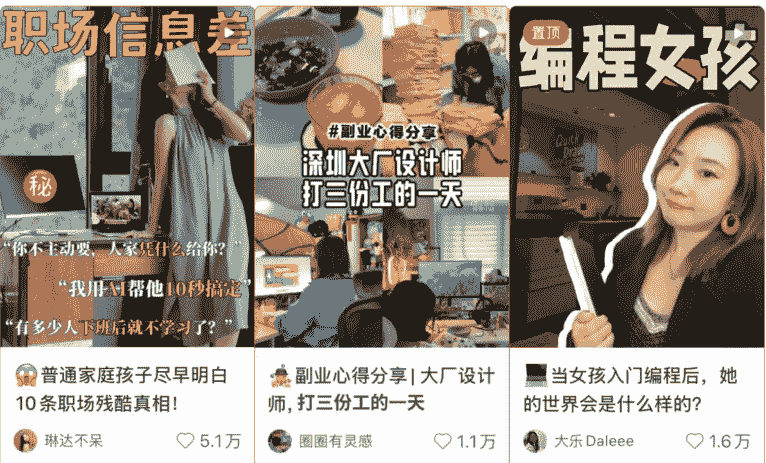 职场信息差
秘
“你不主动要，人家凭什么给你？”
“我用AI帮他10秒搞定”
“有多少人下班后就不学习了？”
普通家庭孩子尽早明白
10条职场残酷真相！
琳达不呆
5.1万
#副业心得分享
深圳大厂设计师
打三份工的一天
副业心得分享|大厂设计
师，打三份工的一天
圈圈有灵感
1.1万
置顶
编程女孩
当女孩入门编程后，她
的世界会是什么样的？
大乐Daleee
1.6万